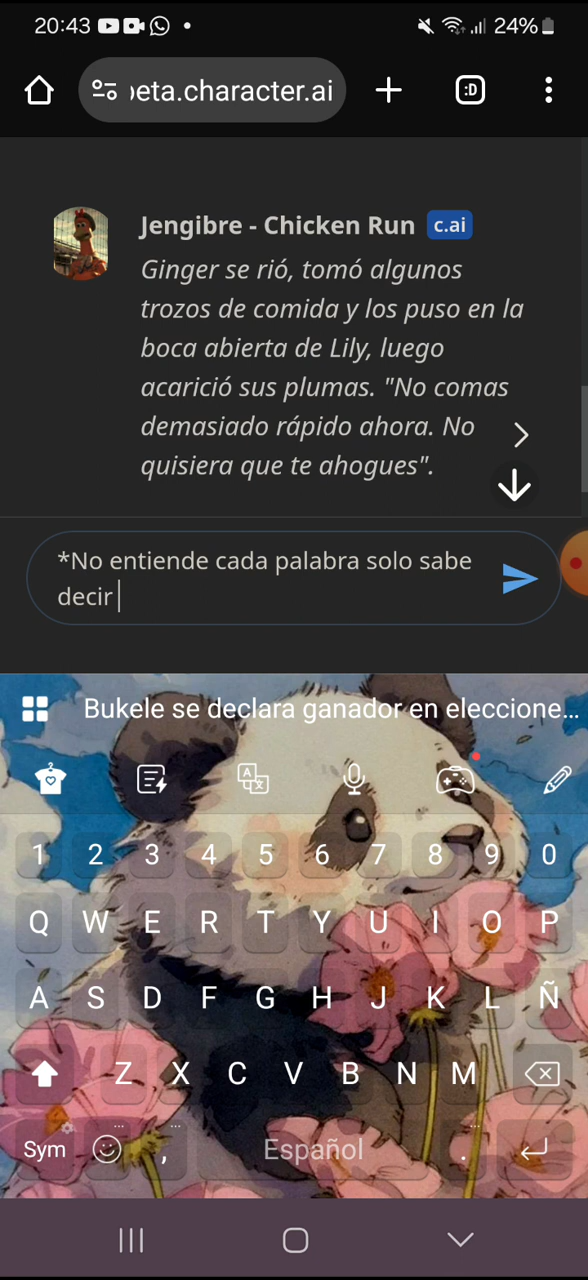 20:43
24%
beta.character.ai
:D
Jengibre - Chicken Run c.ai
Ginger se rió, tomó algunos
trozos de comida y los puso en la
boca abierta de Lily, luego
acarició sus plumas. "No comas
demasiado rápido ahora. No
quisiera que te ahogues".
*No entiende cada palabra solo sabe
decir
Bukele se declara ganador en eleccione...
1 2 3 4 5 6 7 8 9 0
Q W E R T Y U I O P
A S D F G H J K L Ñ
Z X C V B N M
Sym , Español .